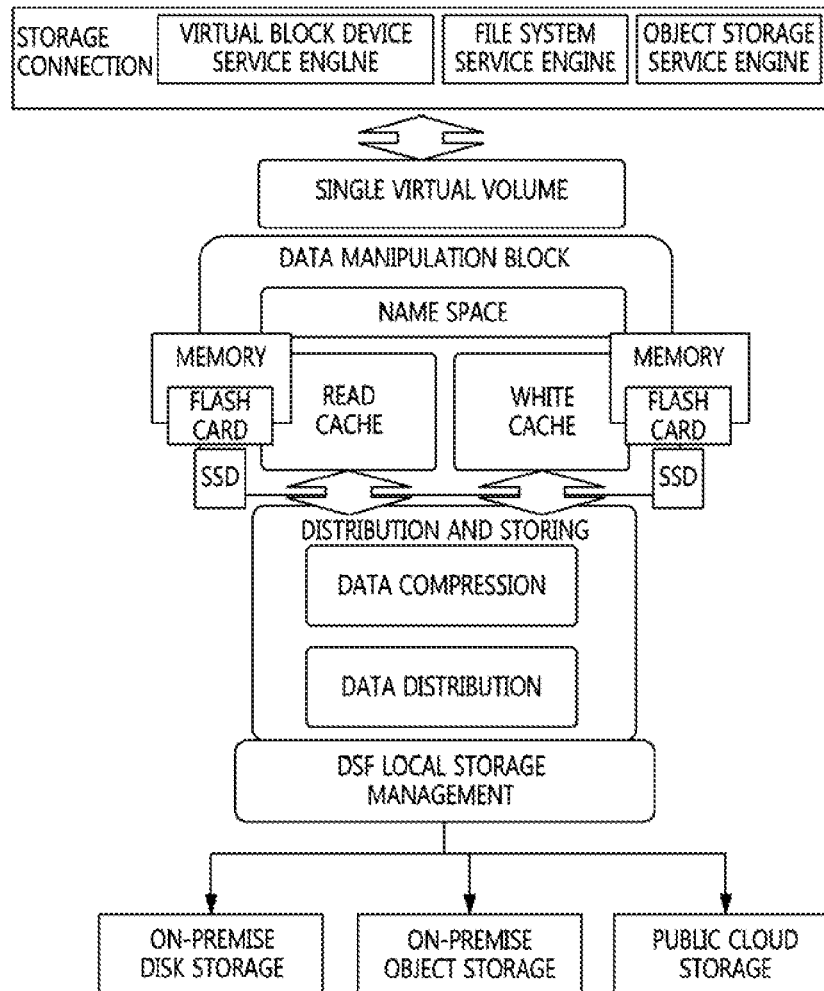 STORAGE CONNECTION
VIRTUAL BLOCK DEVICE
SERVICE ENGLNE
FILE SYSTEM
SERVICE ENGINE
OBJECT STORAGE
SERVICE ENGINE
SINGLE VIRTUAL VOLUME
DATA MANIPULATION BLOCK
NAME SPACE
MEMORY
FLASH
CARD
SSD
READ
CACHE
WHITE
CACHE
MEMORY
FLASH
CARD
SSD
DISTRIBUTION AND STORING
DATA COMPRESSION
DATA DISTRIBUTION
DSF LOCAL STORAGE
MANAGEMENT
ON-PREMISE
DISK STORAGE
ON-PREMISE
OBJECT STORAGE
PUBLIC CLOUD
STORAGE